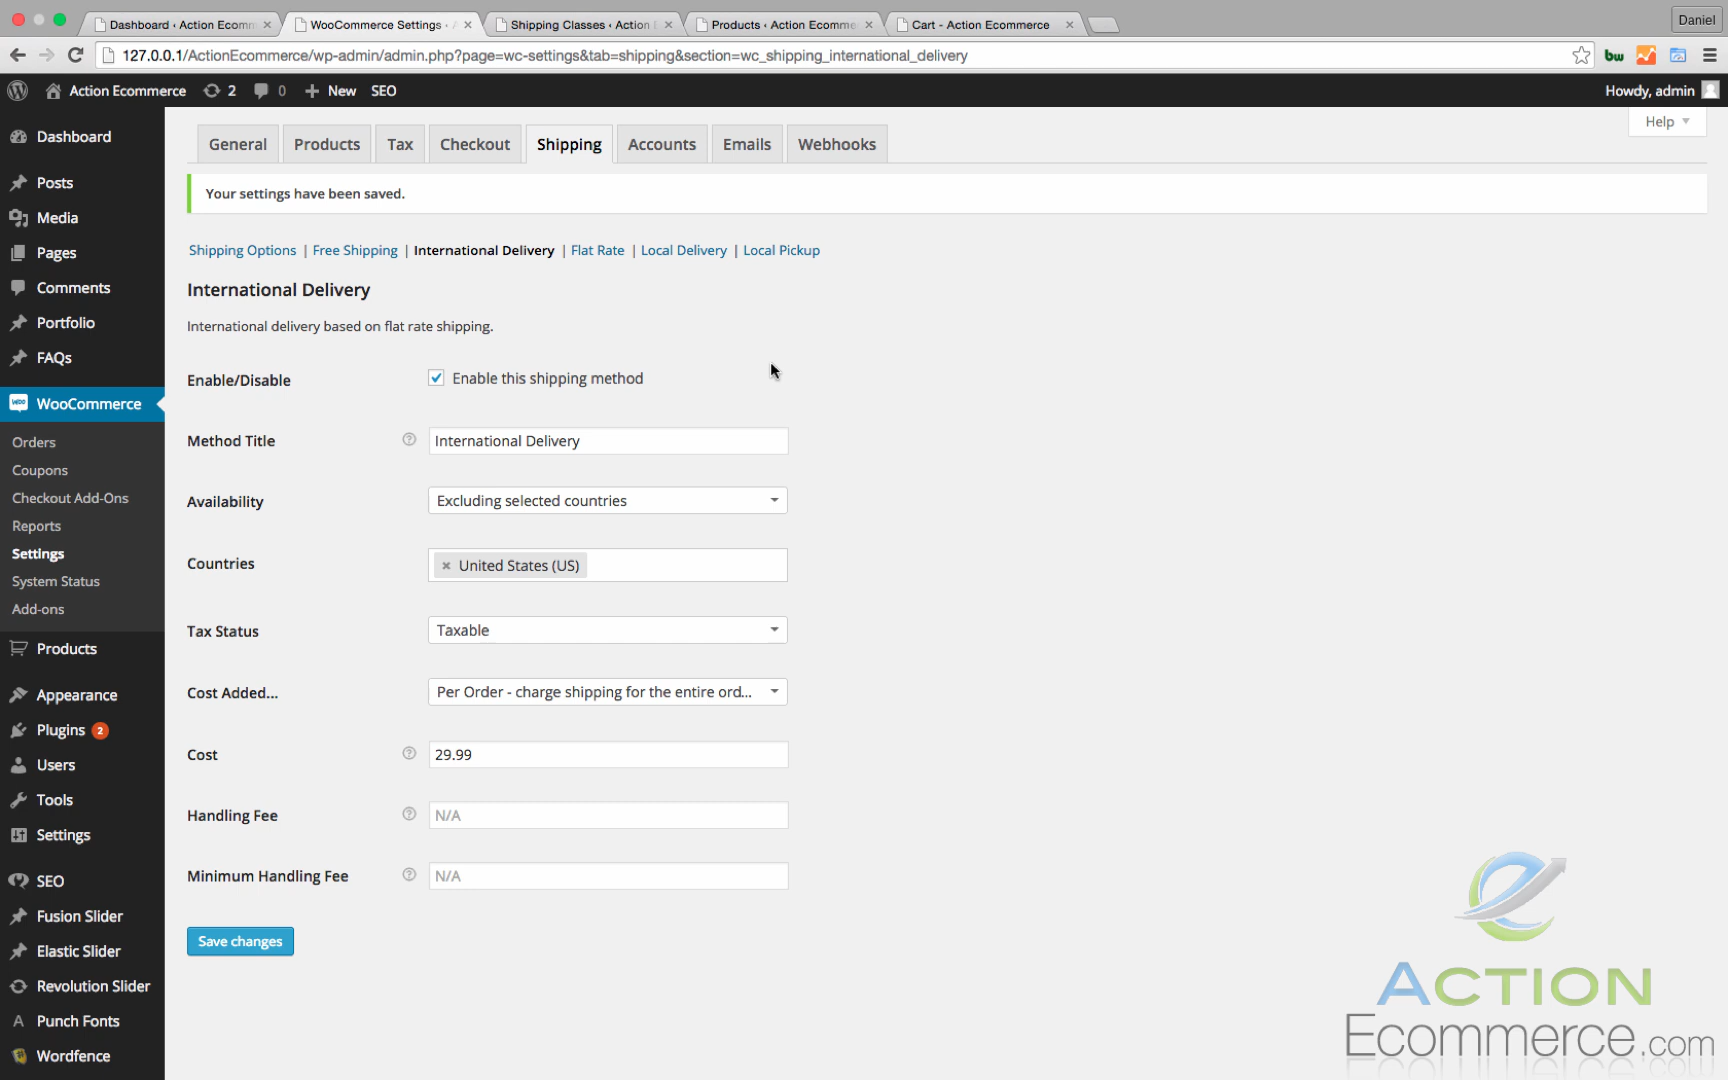 Dashboard ‹ Action Ecomm
WooCommerce Settings ‹ A
Shipping Classes ‹ Action E
Products ‹ Action Ecomme
Cart - Action Ecommerce
Daniel
127.0.0.1/ActionEcommerce/wp-admin/admin.php?page=wc-settings&tab=shipping&section=wc_shipping_international_delivery
bw
Action Ecommerce 2 0 + New SEO
Howdy, admin
Help
Dashboard
Posts
Media
Pages
Comments
Portfolio
FAQs
WooCommerce
Orders
Coupons
Checkout Add-Ons
Reports
Settings
System Status
Add-ons
Products
Appearance
Plugins 2
Users
Tools
Settings
SEO
Fusion Slider
Elastic Slider
Revolution Slider
Punch Fonts
Wordfence
General Products Tax Checkout Shipping Accounts Emails Webhooks
Your settings have been saved.
Shipping Options | Free Shipping | International Delivery | Flat Rate | Local Delivery | Local Pickup
International Delivery
International delivery based on flat rate shipping.
Enable/Disable Enable this shipping method
Method Title ? International Delivery
Availability Excluding selected countries
Countries × United States (US)
Tax Status Taxable
Cost Added... Per Order - charge shipping for the entire ord...
Cost ? 29.99
Handling Fee ? N/A
Minimum Handling Fee ? N/A
Save changes
ACTION
Ecommerce.com